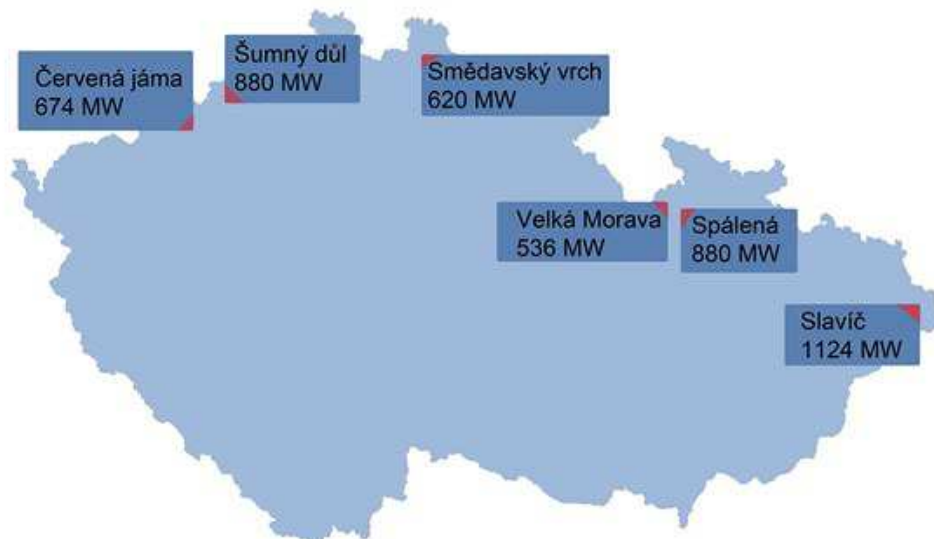 Červená jáma
674 MW
Šumný důl
880 MW
Smědavský vrch
620 MW
Velká Morava
536 MW
Spálená
880 MW
Slavíč
1124 MW